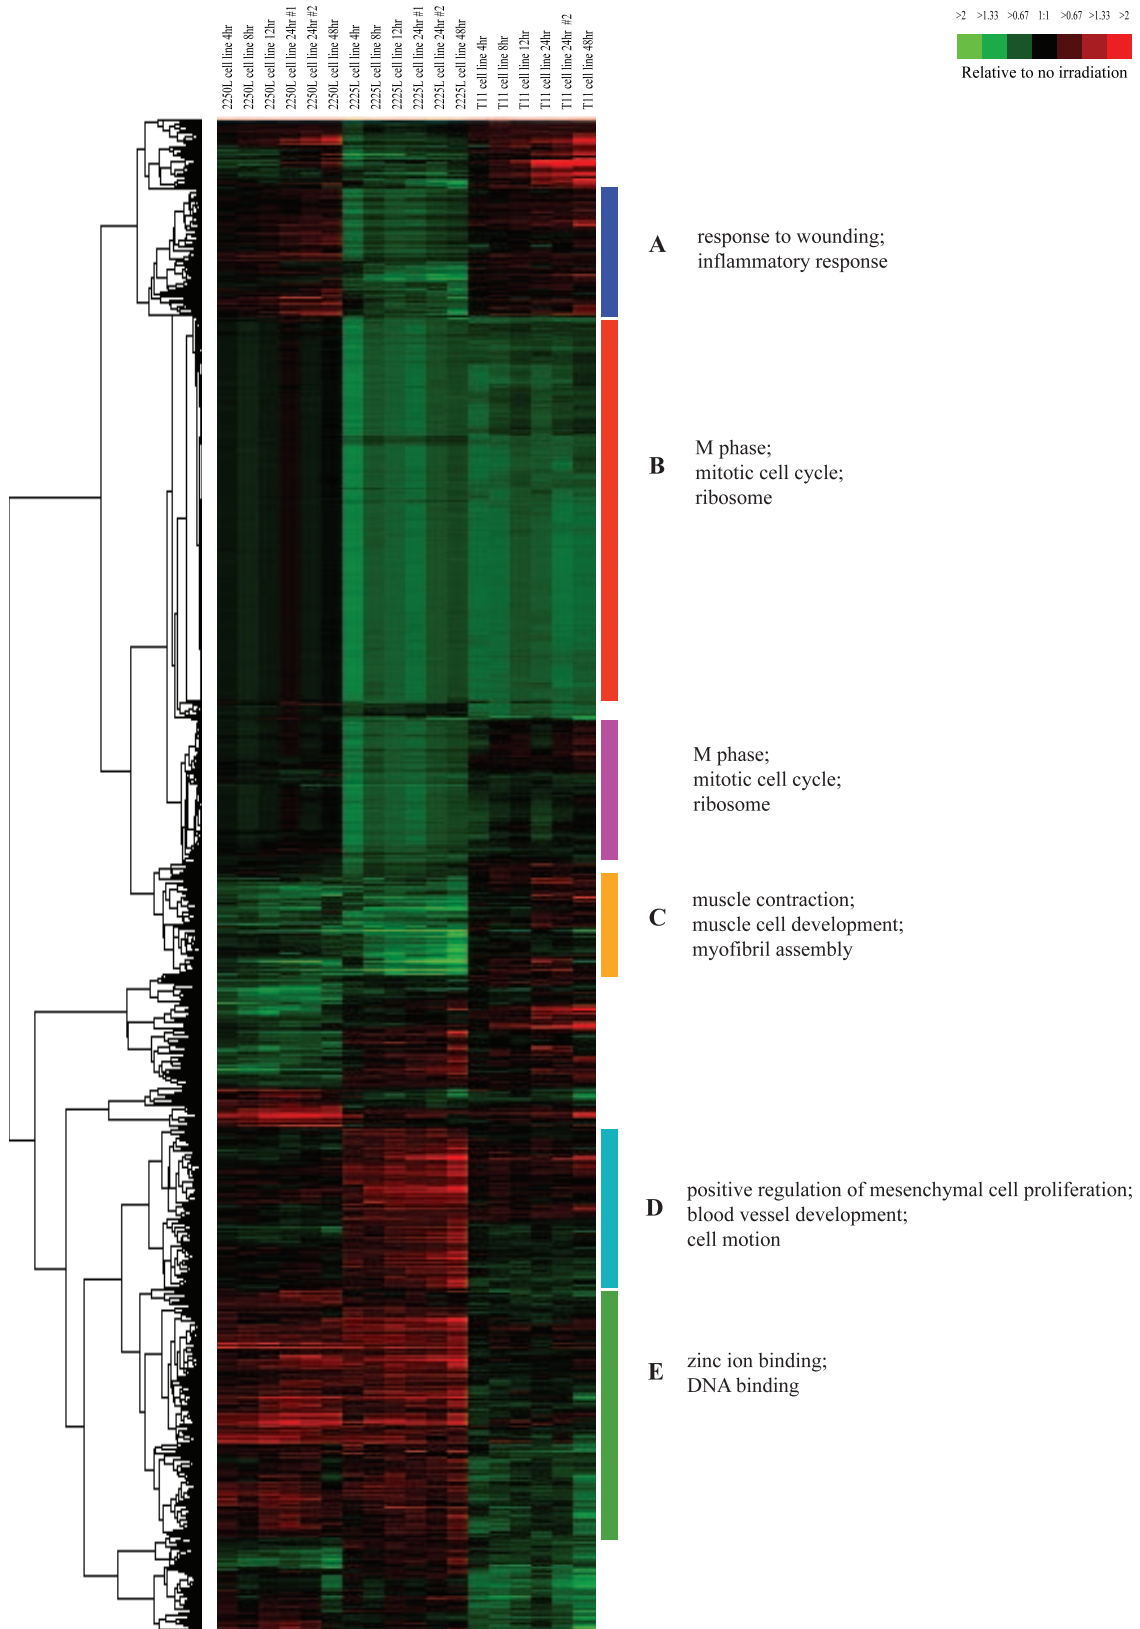 >2 >1.33 >0.67 1:1 >0.67 >1.33 >2
Relative to no irradiation
2250L cell line 4hr
2250L cell line 8hr
2250L cell line 12hr
2250L cell line 24hr #1
2250L cell line 24hr #2
2250L cell line 48hr
2225L cell line 4hr
2225L cell line 8hr
2225L cell line 12hr
2225L cell line 24hr #1
2225L cell line 24hr #2
2225L cell line 48hr
T11 cell line 4hr
T11 cell line 8hr
T11 cell line 12hr
T11 cell line 24hr
T11 cell line 24hr #2
T11 cell line 48hr
A
response to wounding;
inflammatory response
B
M phase;
mitotic cell cycle;
ribosome
M phase;
mitotic cell cycle;
ribosome
C
muscle contraction;
muscle cell development;
myofibril assembly
D
positive regulation of mesenchymal cell proliferation;
blood vessel development;
cell motion
E
zinc ion binding;
DNA binding